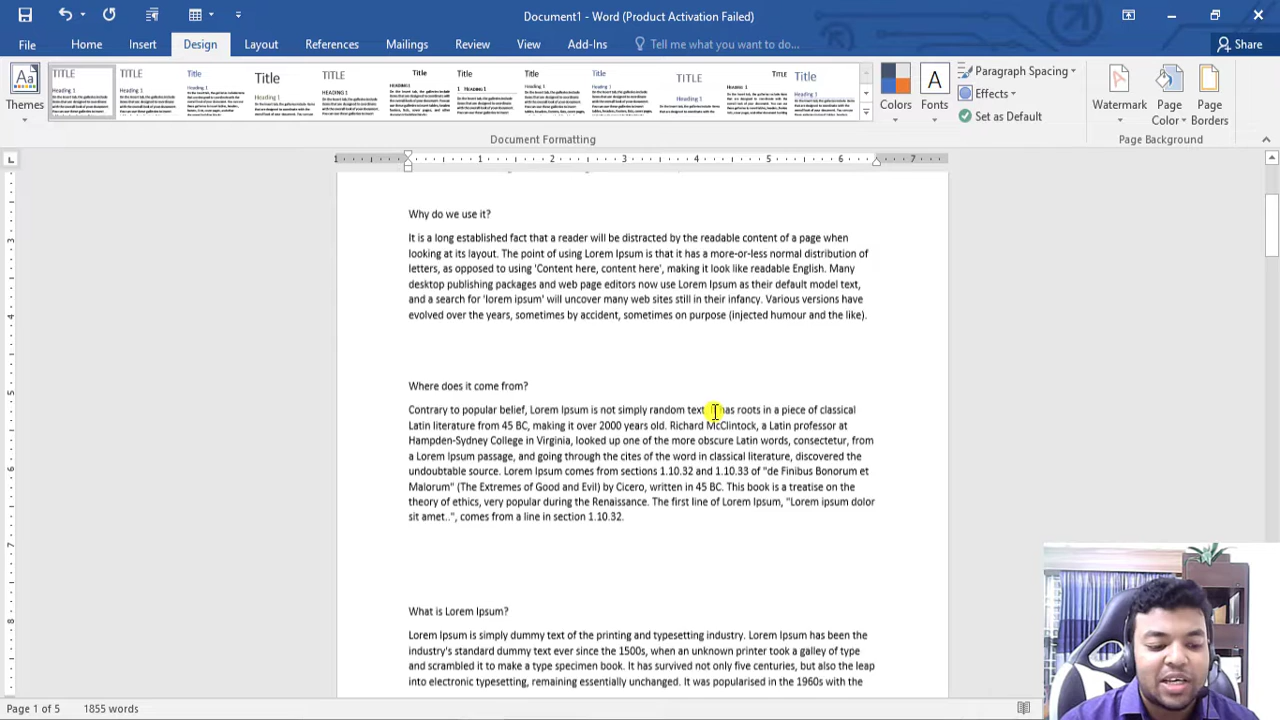 Document1 - Word (Product Activation Failed)
File Home Insert Design Layout References Mailings Review View Add-Ins Tell me what you want to do... Share
Themes
Colors
Fonts
Paragraph Spacing
Effects
Set as Default
Watermark
Page Color
Page Borders
Document Formatting
Page Background
Why do we use it?
It is a long established fact that a reader will be distracted by the readable content of a page when
looking at its layout. The point of using Lorem Ipsum is that it has a more-or-less normal distribution of
letters, as opposed to using 'Content here, content here', making it look like readable English. Many
desktop publishing packages and web page editors now use Lorem Ipsum as their default model text,
and a search for 'lorem ipsum' will uncover many web sites still in their infancy. Various versions have
evolved over the years, sometimes by accident, sometimes on purpose (injected humour and the like).
Where does it come from?
Contrary to popular belief, Lorem Ipsum is not simply random text. has roots in a piece of classical
Latin literature from 45 BC, making it over 2000 years old. Richard McClintock, a Latin professor at
Hampden-Sydney College in Virginia, looked up one of the more obscure Latin words, consectetur, from
a Lorem Ipsum passage, and going through the cites of the word in classical literature, discovered the
undoubtable source. Lorem Ipsum comes from sections 1.10.32 and 1.10.33 of "de Finibus Bonorum et
Malorum" (The Extremes of Good and Evil) by Cicero, written in 45 BC. This book is a treatise on the
theory of ethics, very popular during the Renaissance. The first line of Lorem Ipsum, "Lorem ipsum dolor
sit amet..", comes from a line in section 1.10.32.
What is Lorem Ipsum?
Lorem Ipsum is simply dummy text of the printing and typesetting industry. Lorem Ipsum has been the
industry's standard dummy text ever since the 1500s, when an unknown printer took a galley of type
and scrambled it to make a type specimen book. It has survived not only five centuries, but also the leap
into electronic typesetting, remaining essentially unchanged. It was popularised in the 1960s with the
Page 1 of 5 1855 words